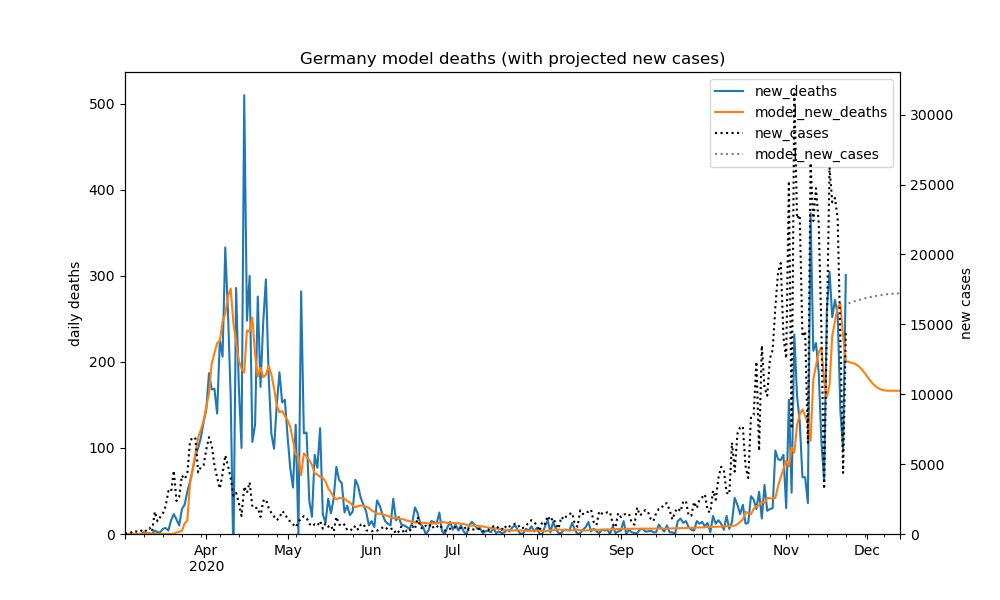 Germany model deaths (with projected new cases)
new_deaths
model_new_deaths
new_cases
model_new_cases
500
400
300
200
100
0
daily deaths
30000
25000
20000
15000
10000
5000
0
new cases
Apr May Jun Jul Aug Sep Oct Nov Dec
2020